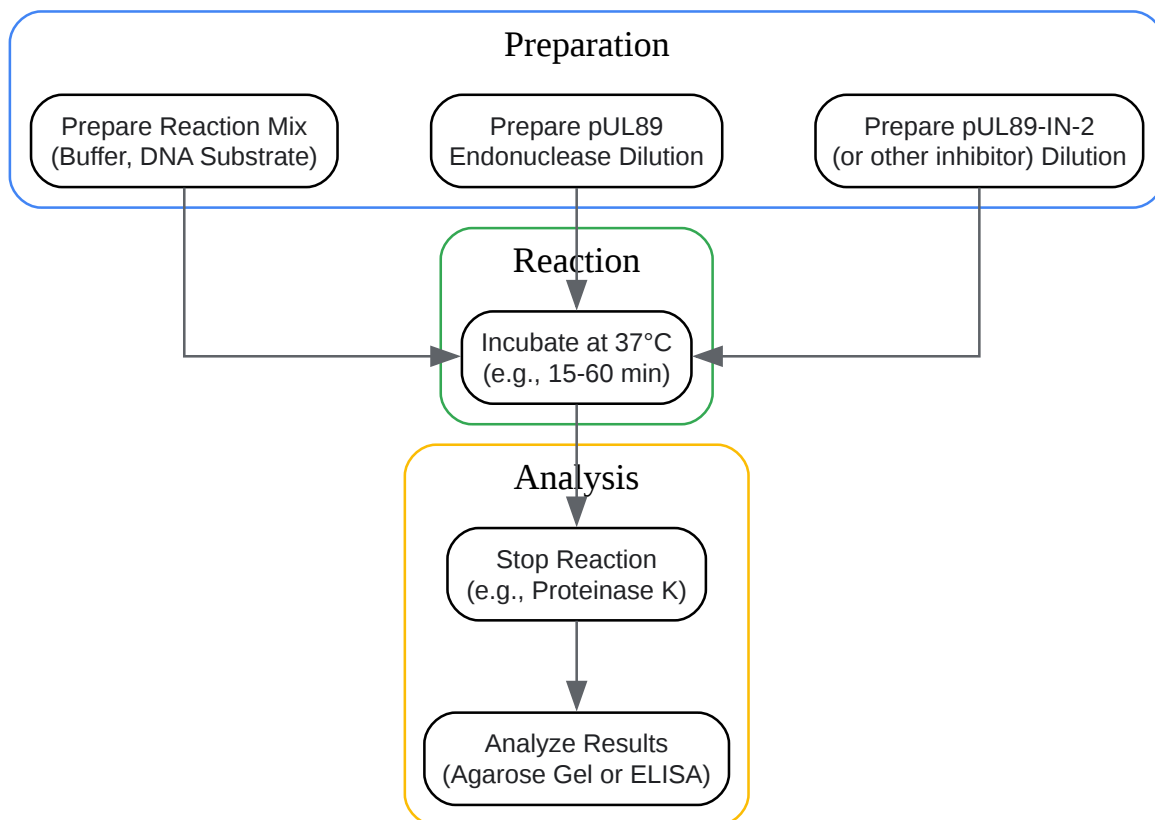 Preparation
Prepare Reaction Mix
(Buffer, DNA Substrate)
Prepare pUL89
Endonuclease Dilution
Prepare pUL89-IN-2
(or other inhibitor) Dilution
Reaction
Incubate at 37°C
(e.g., 15-60 min)
Analysis
Stop Reaction
(e.g., Proteinase K)
Analyze Results
(Agarose Gel or ELISA)